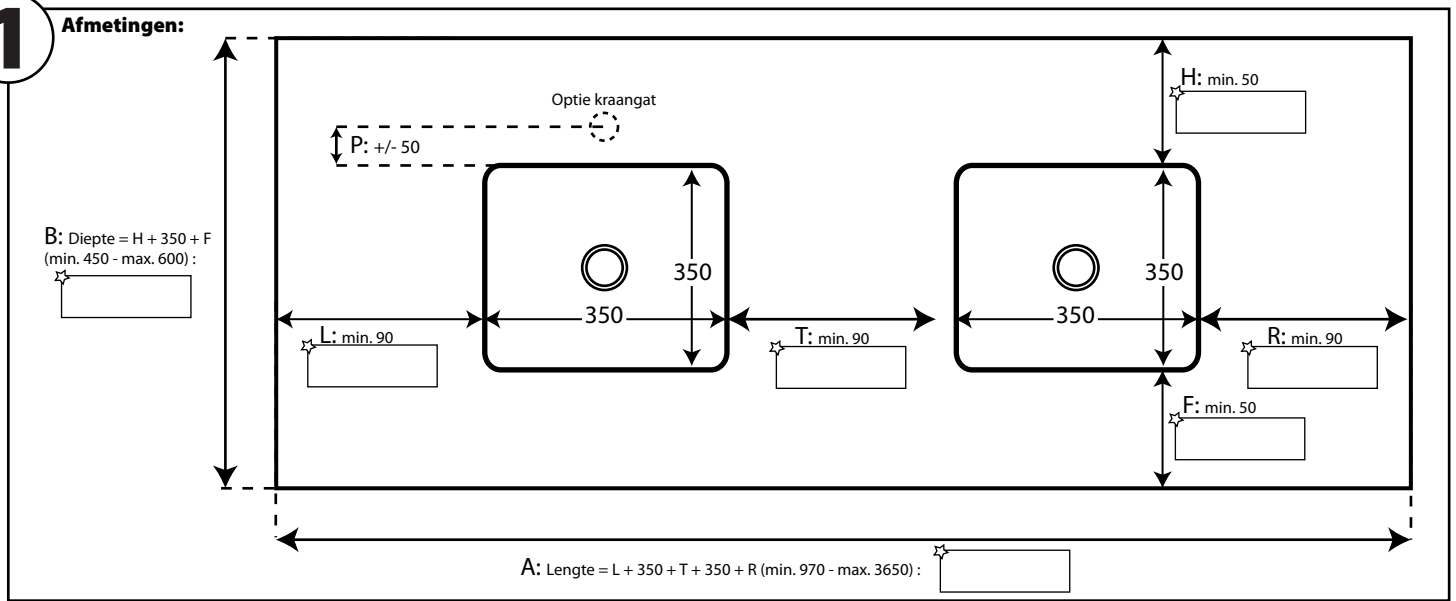 1
Afmetingen:
H: min. 50
Optie kraangat
P: +/- 50
B: Diepte = H + 350 + F
(min. 450 - max. 600) :
350
350
350
350
L: min. 90
T: min. 90
R: min. 90
F: min. 50
A: Lengte = L + 350 + T + 350 + R (min. 970 - max. 3650) :